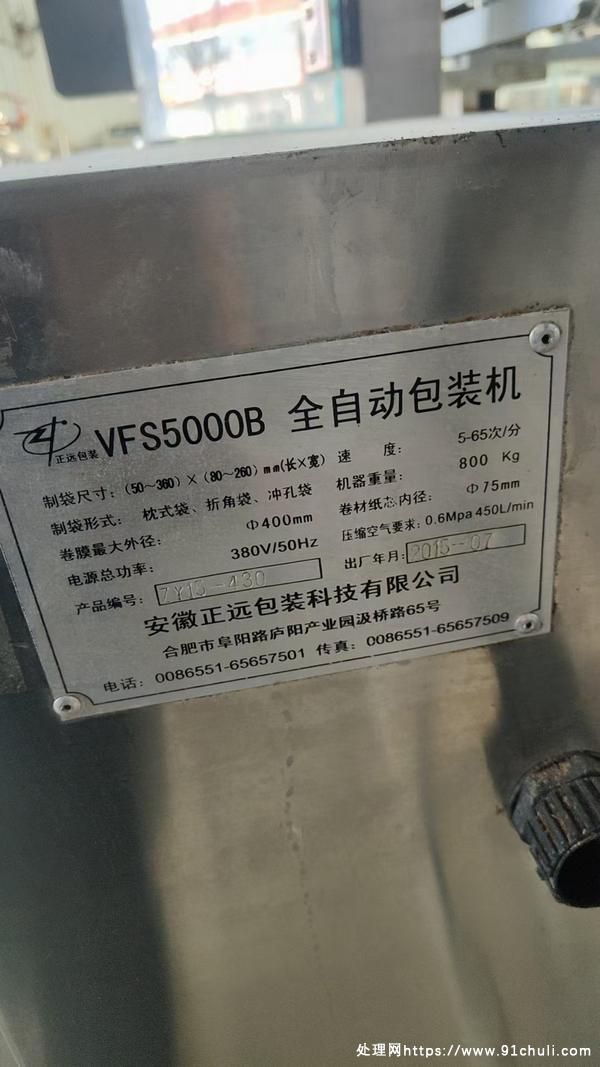 正远包装 VFS5000B 全自动包装机
制袋尺寸：（50~360）×（80~260）mm(长×宽) 速 度： 5-65次/分
制袋形式： 枕式袋、折角袋、冲孔袋 机器重量： 800 Kg
卷膜最大外径： Φ400mm 卷材纸芯内径： Φ75mm
电源总功率： 380V/50Hz 压缩空气要求：0.6Mpa 450L/min
产品编号： ZY15-430 出厂年月： 2015--07
安徽正远包装科技有限公司
合肥市阜阳路庐阳产业园汲桥路65号
电话：0086551-65657501 传真：0086551-65657509
处理网https://www.91chuli.com